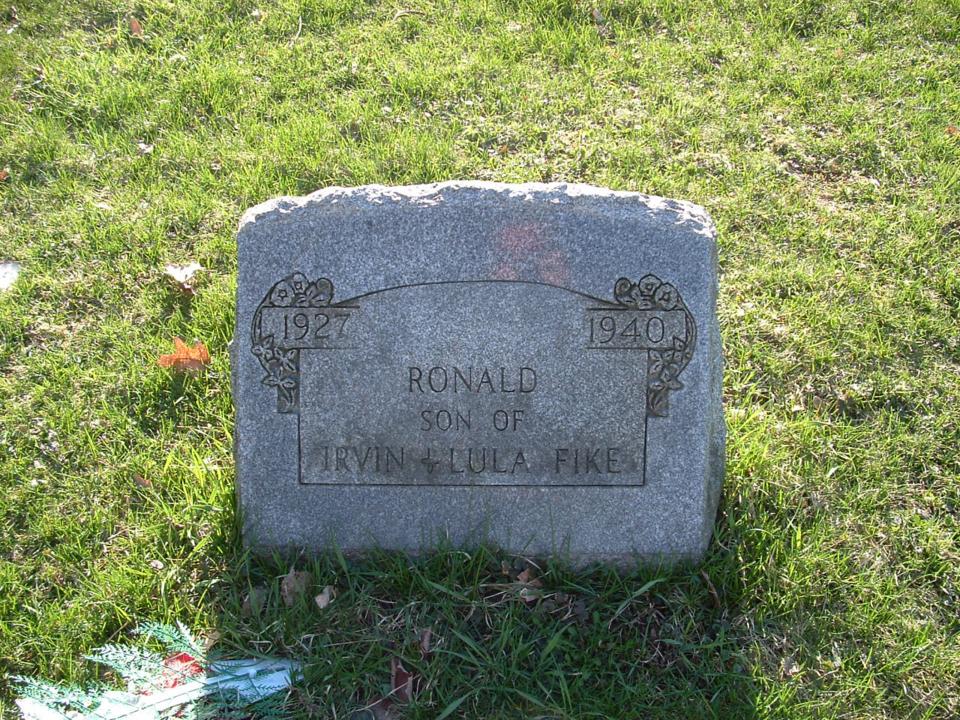 1927 1940
RONALD
SON OF
IRVIN + LULA FIKE